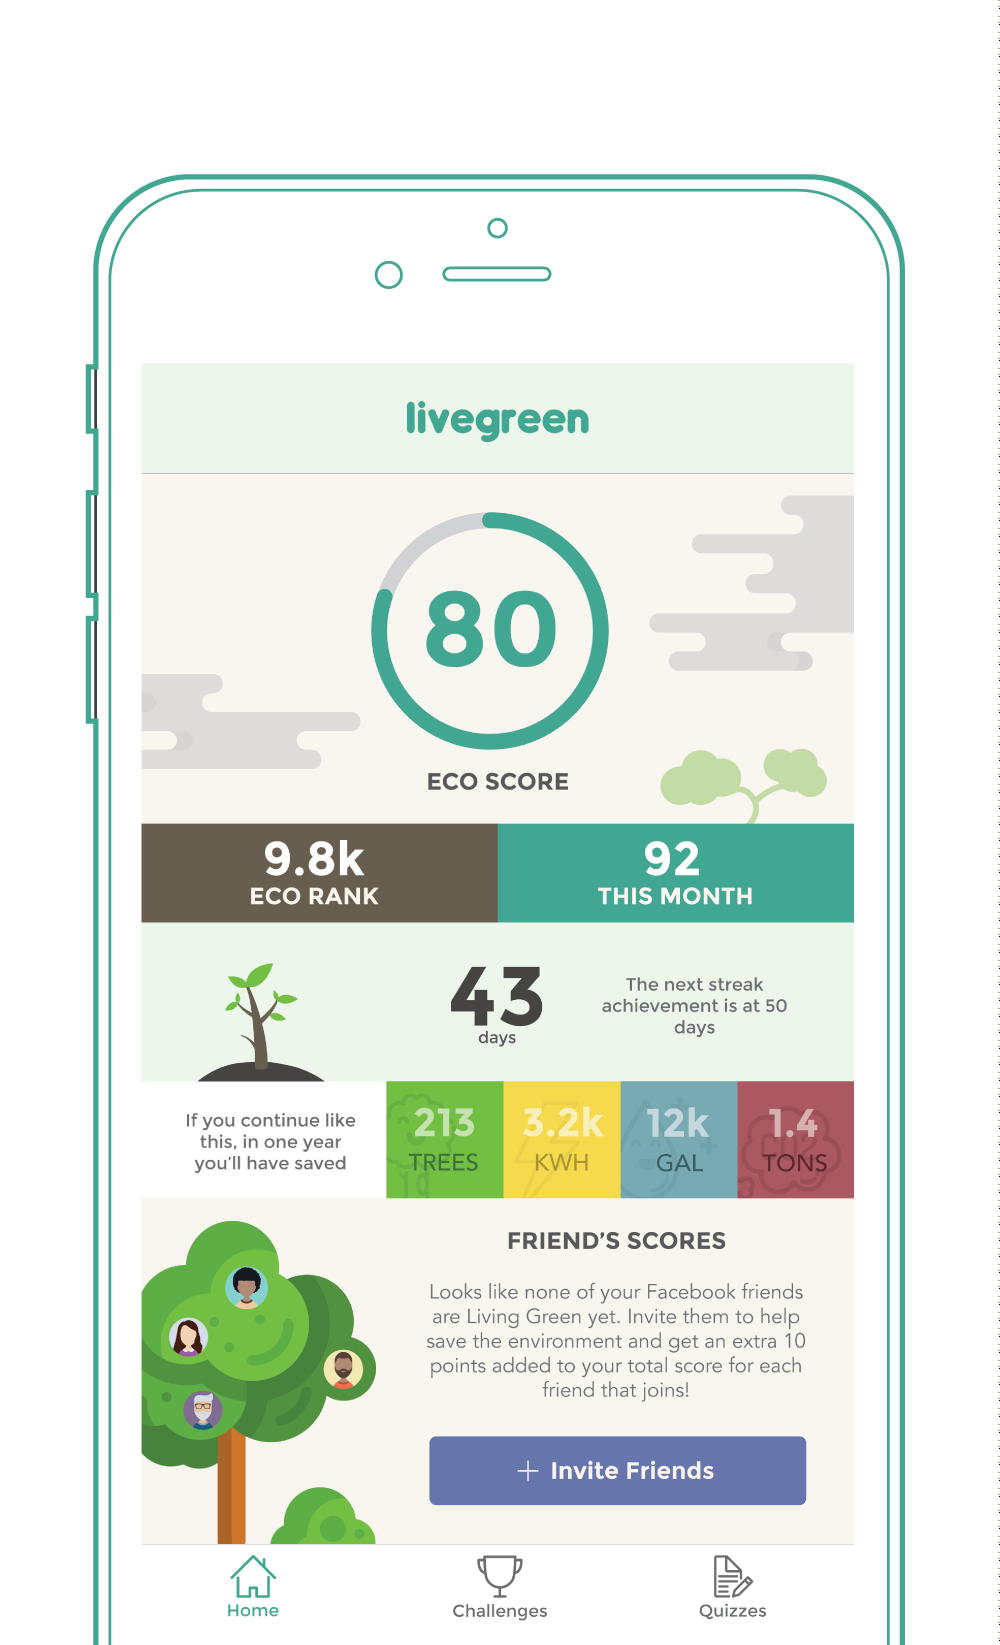 livegreen
80
ECO SCORE
9.8k
ECO RANK
92
THIS MONTH
43
days
The next streak
achievement is at 50
days
If you continue like
this, in one year
you'll have saved
213
TREES
3.2k
KWH
12k
GAL
1.4
TONS
FRIEND'S SCORES
Looks like none of your Facebook friends
are Living Green yet. Invite them to help
save the environment and get an extra 10
points added to your total score for each
friend that joins!
+ Invite Friends
Home
Challenges
Quizzes